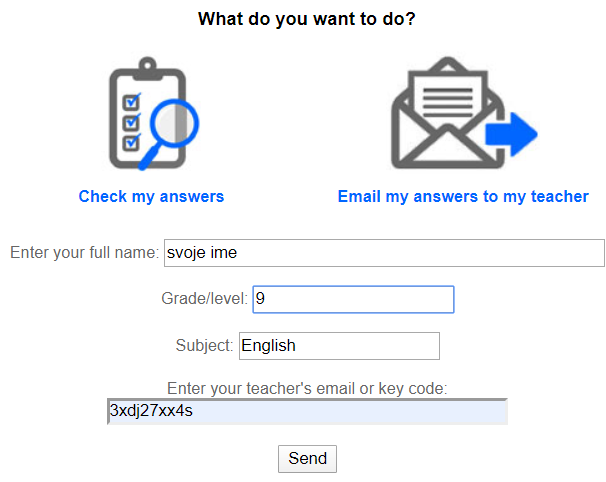 What do you want to do?
Check my answers
Email my answers to my teacher
Enter your full name: svoje ime
Grade/level: 9
Subject: English
Enter your teacher's email or key code:
3xdj27xx4s
Send